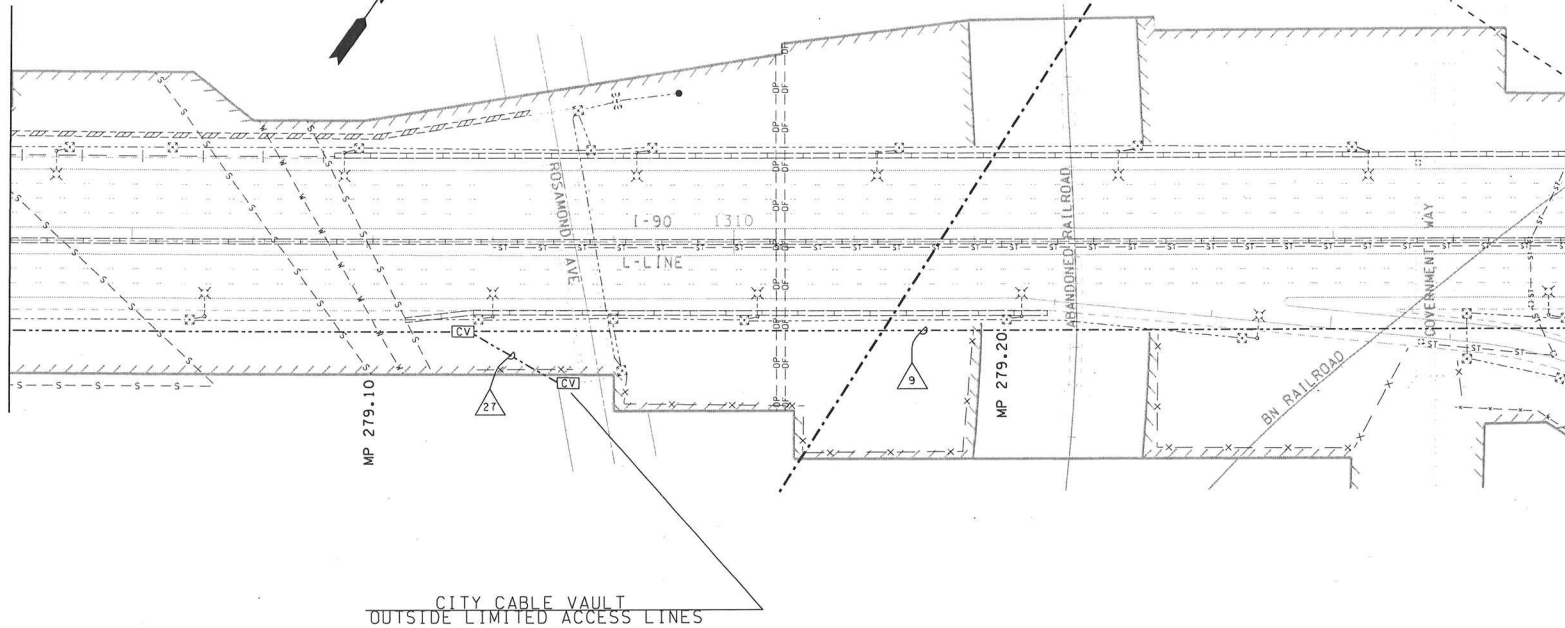 ROSAMOND AVE
I-90 1310
L-LINE
ABANDONED RAILROAD
GOVERNMENT WAY
BN RAILROAD
CV
CV
27
9
MP 279.10
MP 279.20
CITY CABLE VAULT
OUTSIDE LIMITED ACCESS LINES